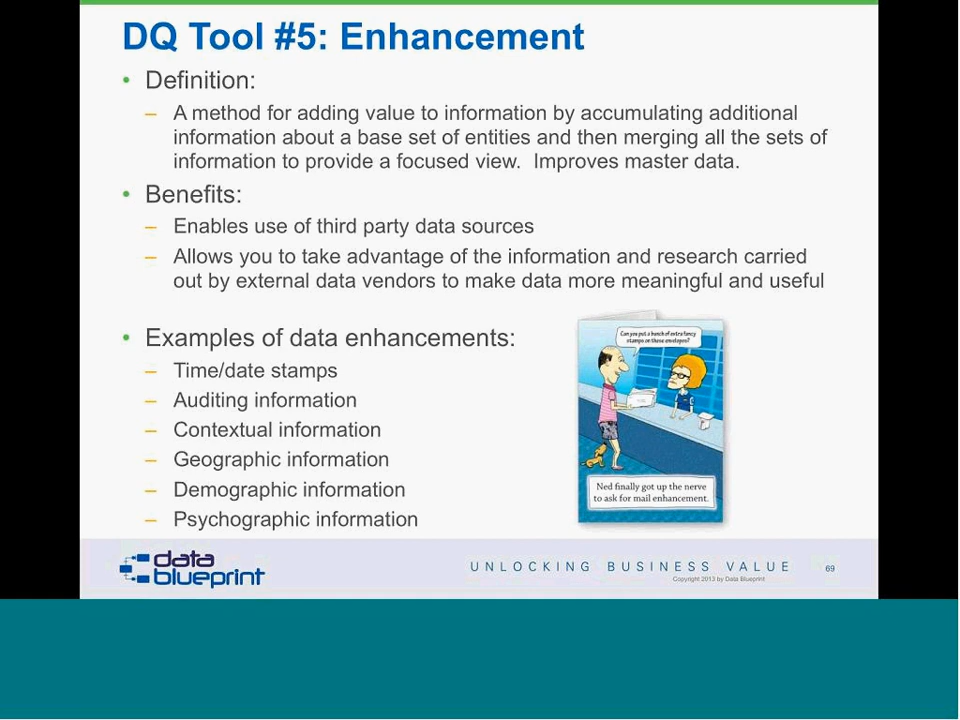 DQ Tool #5: Enhancement
• Definition:
– A method for adding value to information by accumulating additional
information about a base set of entities and then merging all the sets of
information to provide a focused view. Improves master data.
• Benefits:
– Enables use of third party data sources
– Allows you to take advantage of the information and research carried
out by external data vendors to make data more meaningful and useful
• Examples of data enhancements:
– Time/date stamps
– Auditing information
– Contextual information
– Geographic information
– Demographic information
– Psychographic information
Can you put a bunch of extra fancy
stamps on these envelopes?
Ned finally got up the nerve
to ask for mail enhancement.
data
blueprint
UNLOCKING BUSINESS VALUE
69
Copyright 2013 by Data Blueprint